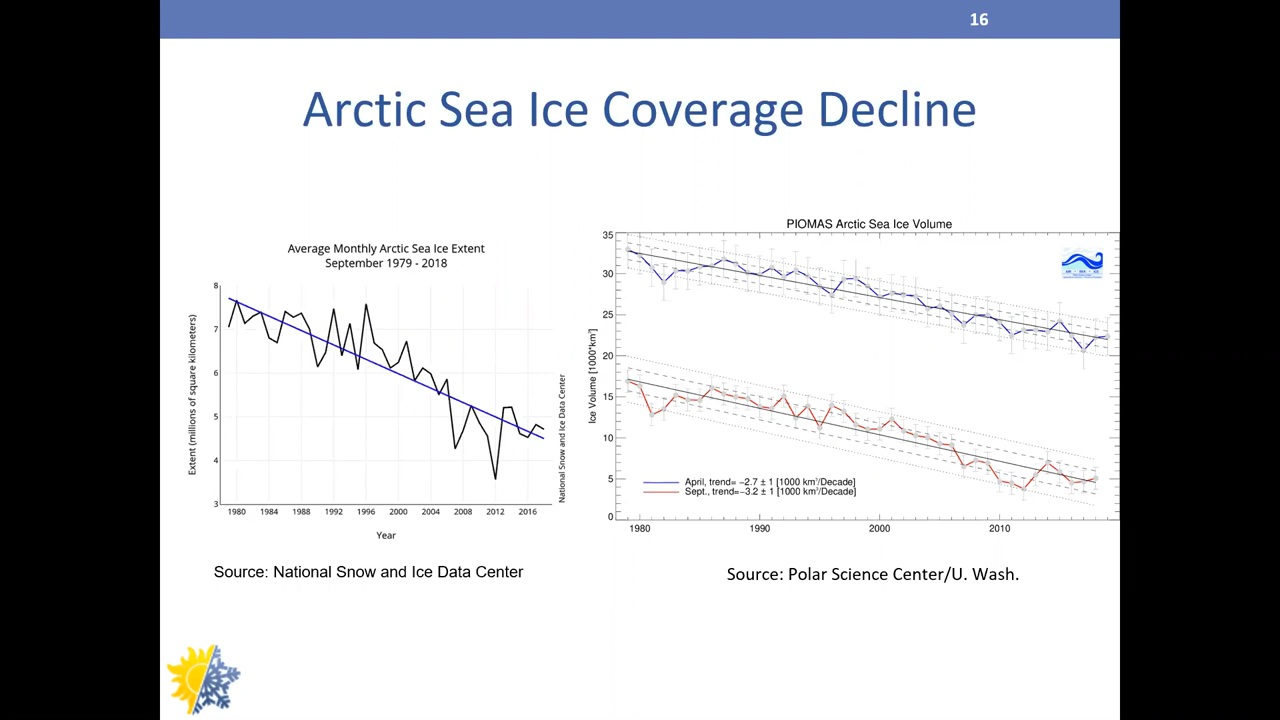 16
Arctic Sea Ice Coverage Decline
Average Monthly Arctic Sea Ice Extent
September 1979 - 2018
8
7
6
5
4
3
Extent (millions of square kilometers)
1980 1984 1988 1992 1996 2000 2004 2008 2012 2016
Year
National Snow and Ice Data Center
Source: National Snow and Ice Data Center
PIOMAS Arctic Sea Ice Volume
35
30
25
20
15
10
5
0
Ice Volume [1000*km³]
April, trend= −2.7 ± 1 [1000 km³/Decade]
Sept., trend=−3.2 ± 1 [1000 km³/Decade]
1980 1990 2000 2010
AIR • SEA • ICE
Source: Polar Science Center/U. Wash.